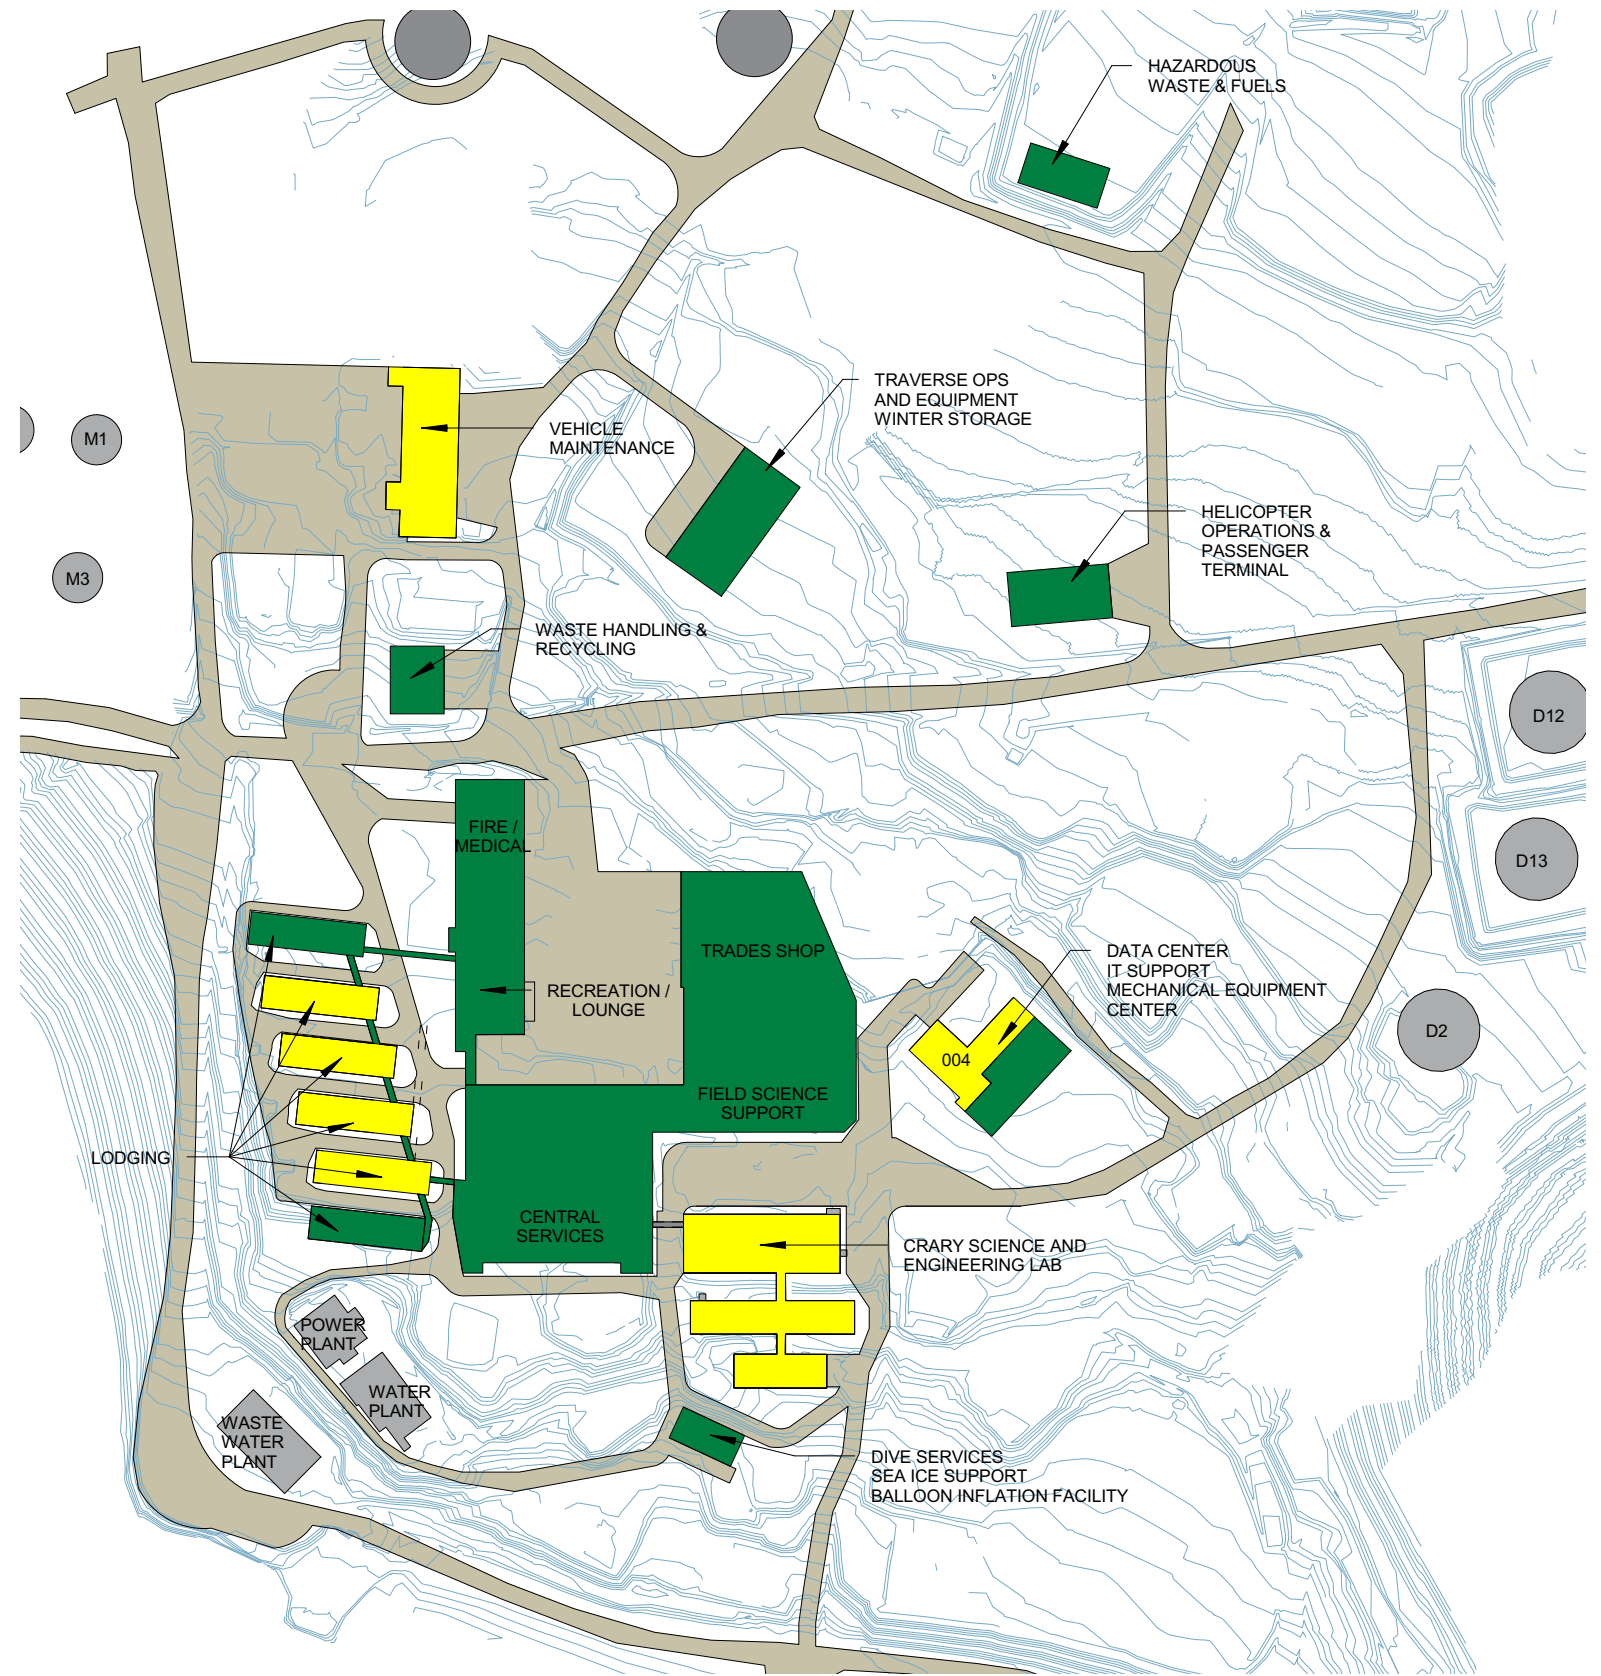 HAZARDOUS
WASTE & FUELS
TRAVERSE OPS
AND EQUIPMENT
WINTER STORAGE
VEHICLE
MAINTENANCE
M1
HELICOPTER
OPERATIONS &
PASSENGER
TERMINAL
M3
WASTE HANDLING &
RECYCLING
D12
FIRE /
MEDICAL
D13
TRADES SHOP
DATA CENTER
IT SUPPORT
MECHANICAL EQUIPMENT
CENTER
RECREATION /
LOUNGE
D2
004
FIELD SCIENCE
SUPPORT
LODGING
CENTRAL
SERVICES
CRARY SCIENCE AND
ENGINEERING LAB
POWER
PLANT
WATER
PLANT
WASTE
WATER
PLANT
DIVE SERVICES
SEA ICE SUPPORT
BALLOON INFLATION FACILITY